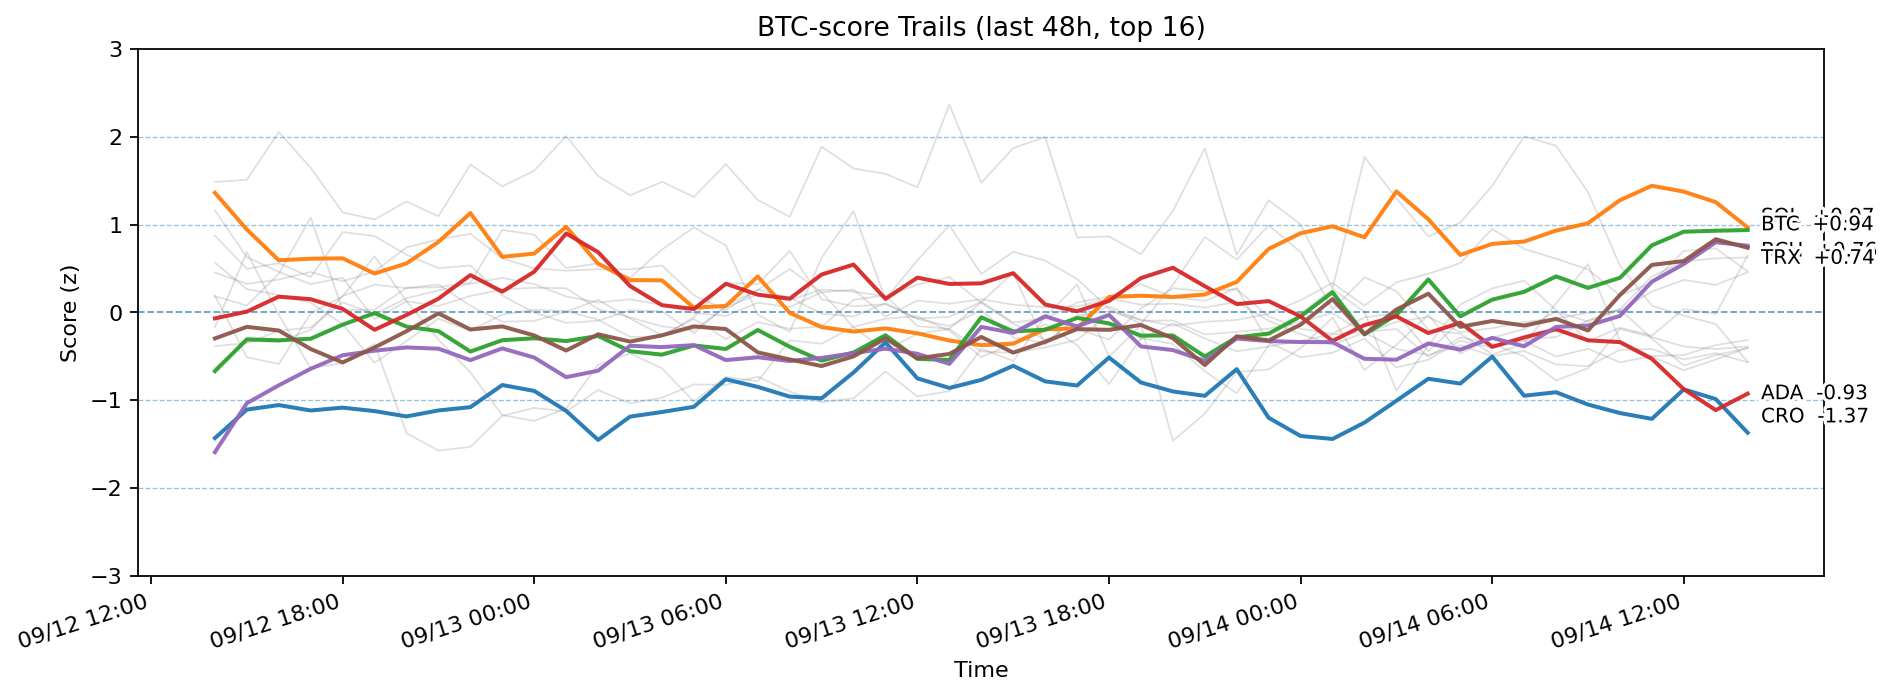 BTC-score Trails (last 48h, top 16)
Score (z)
3
2
1
0
−1
−2
−3
BTC +0.94
TRX +0.74
ADA -0.93
CRO -1.37
09/12 12:00
09/12 18:00
09/13 00:00
09/13 06:00
09/13 12:00
09/13 18:00
09/14 00:00
09/14 06:00
09/14 12:00
Time